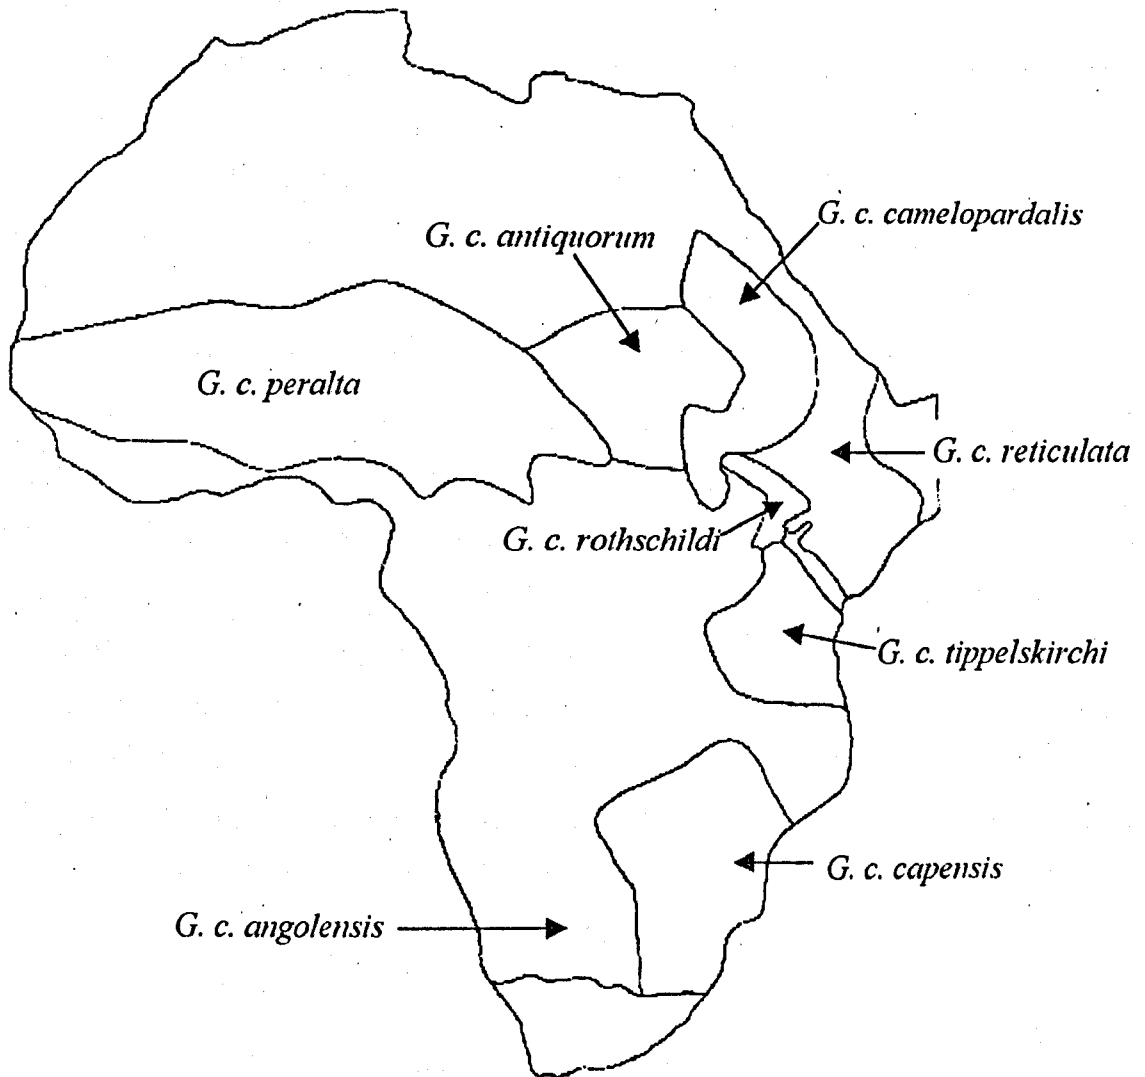 G. c. camelopardalis
G. c. antiquorum
G. c. peralta
G. c. reticulata
G. c. rothschildi
G. c. tippelskirchi
G. c. capensis
G. c. angolensis